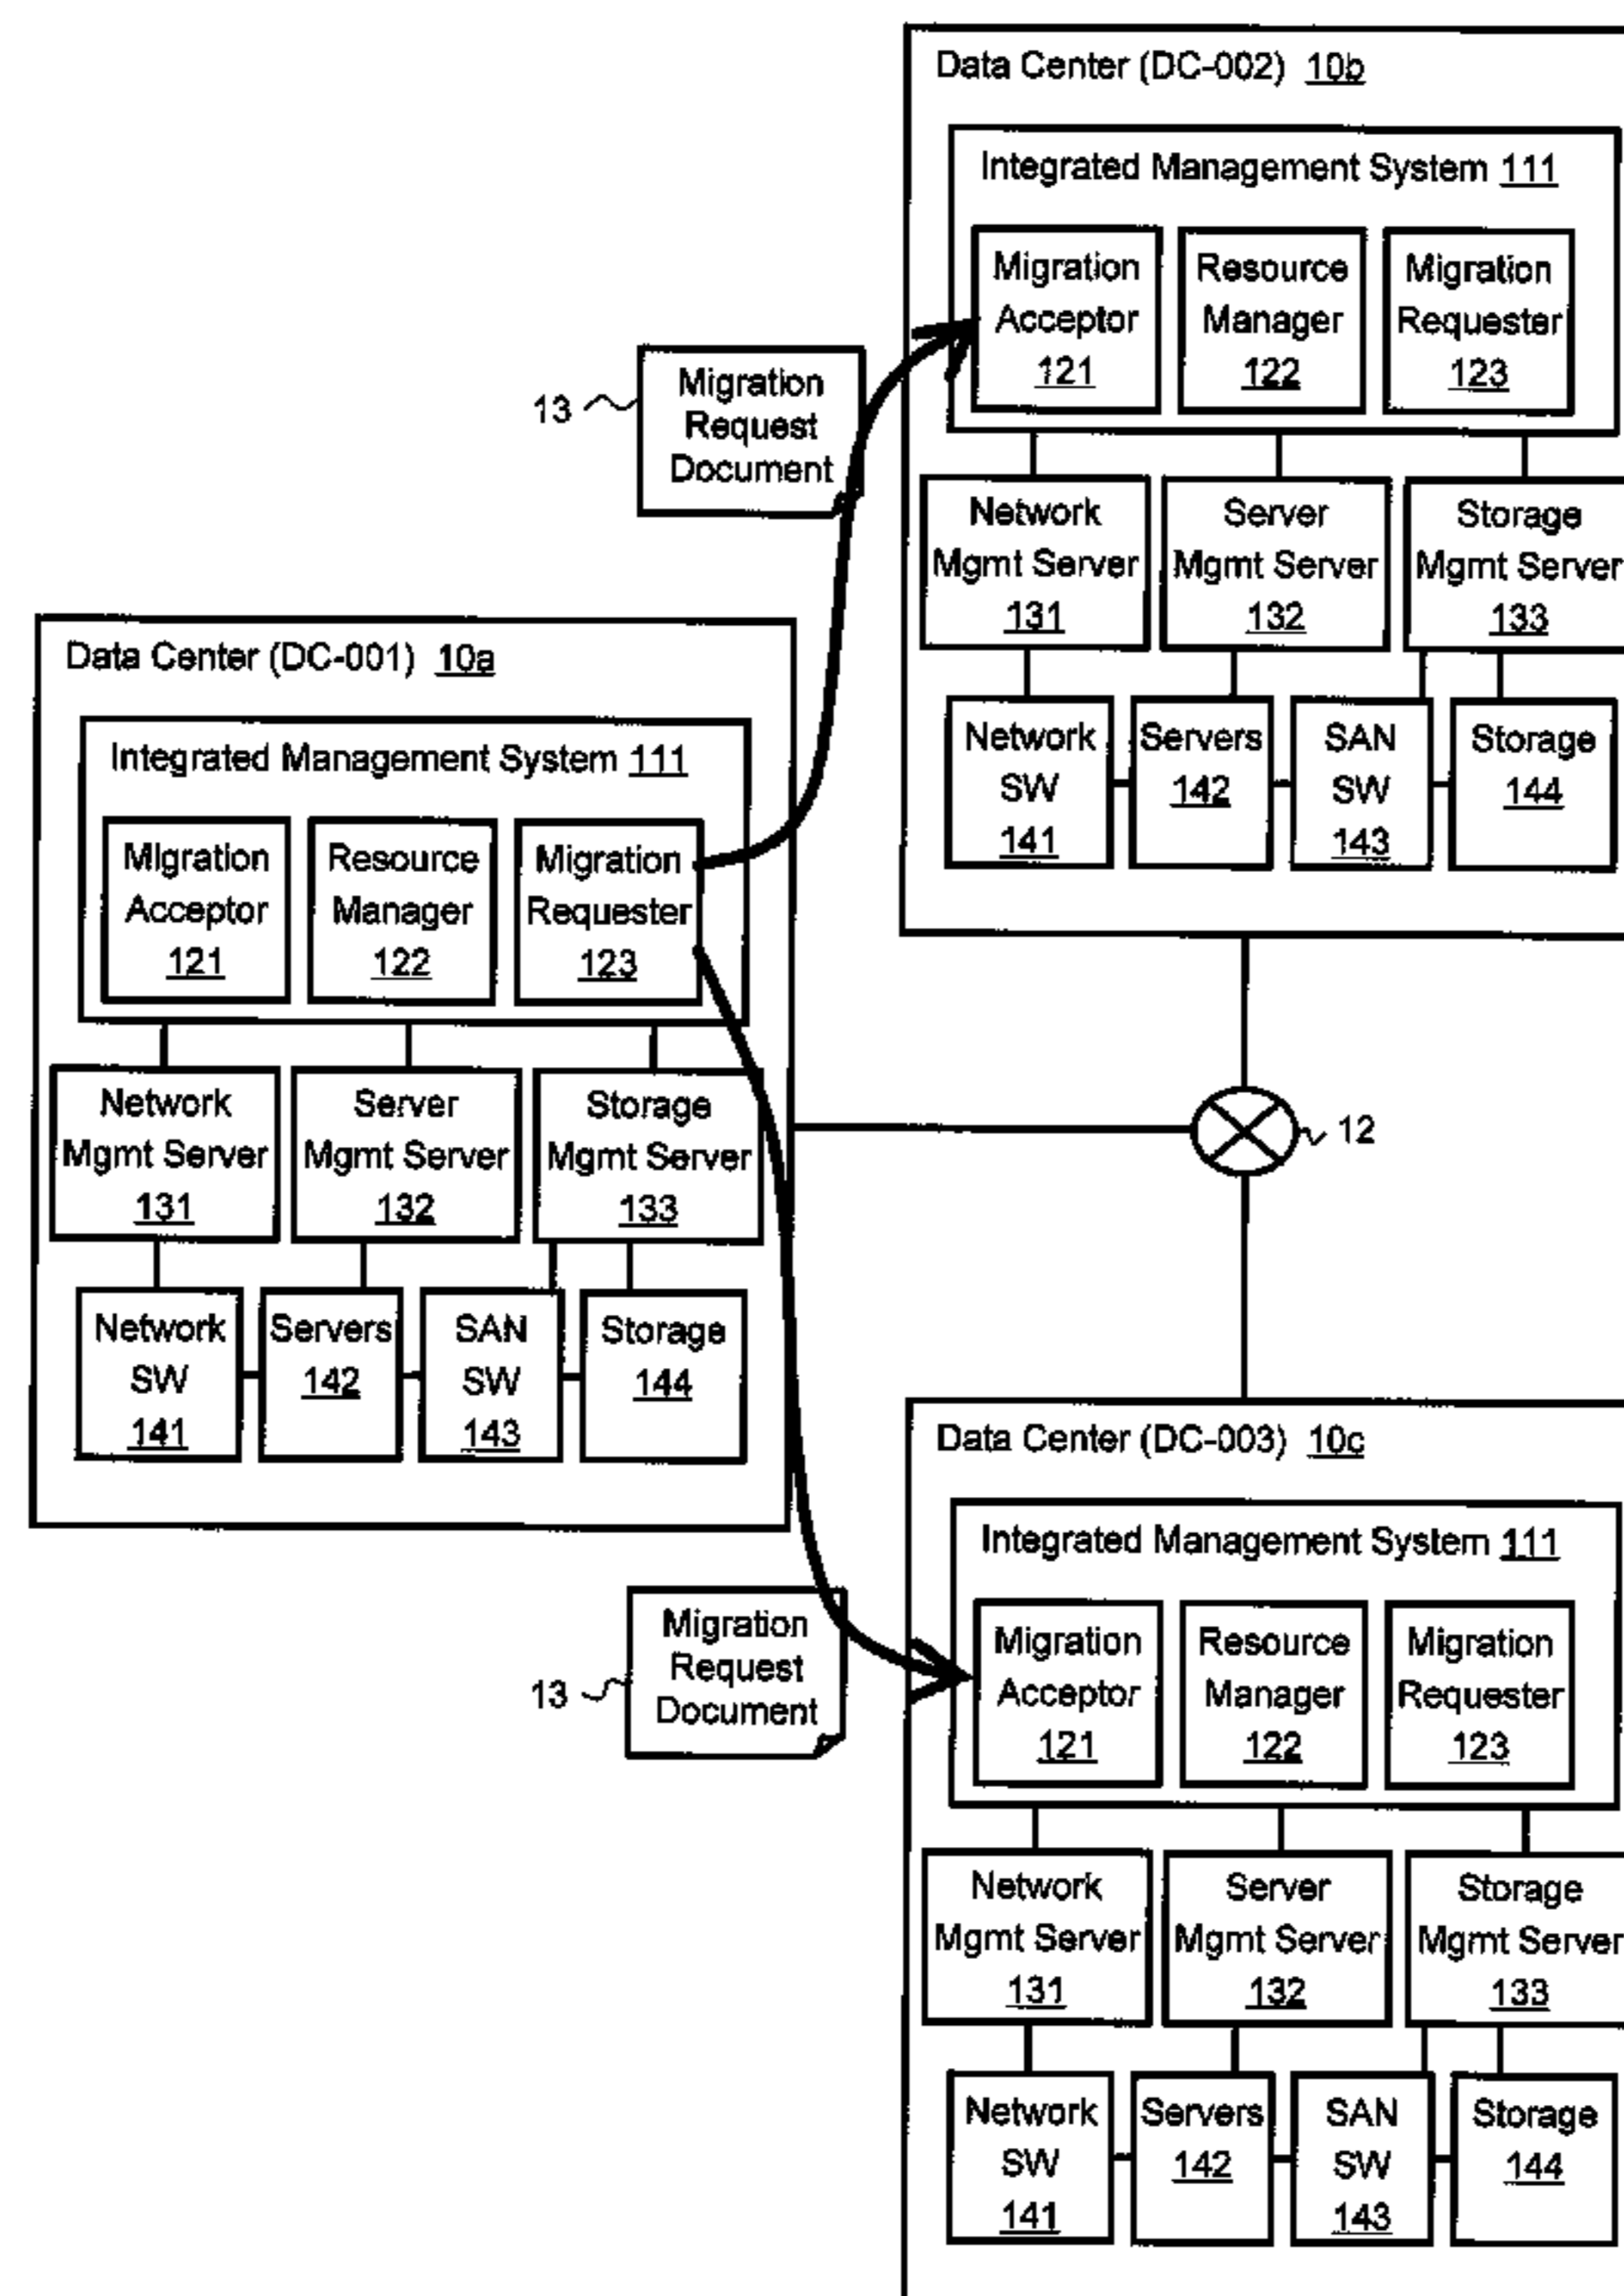 Data Center (DC-002) 10b
Integrated Management System 111
Migration Acceptor 121
Resource Manager 122
Migration Requester 123
13
Migration Request Document
Network Mgmt Server 131
Server Mgmt Server 132
Storage Mgmt Server 133
Network SW 141
Servers 142
SAN SW 143
Storage 144
Data Center (DC-001) 10a
Integrated Management System 111
Migration Acceptor 121
Resource Manager 122
Migration Requester 123
Network Mgmt Server 131
Server Mgmt Server 132
Storage Mgmt Server 133
Network SW 141
Servers 142
SAN SW 143
Storage 144
12
Data Center (DC-003) 10c
Integrated Management System 111
Migration Acceptor 121
Resource Manager 122
Migration Requester 123
13
Migration Request Document
Network Mgmt Server 131
Server Mgmt Server 132
Storage Mgmt Server 133
Network SW 141
Servers 142
SAN SW 143
Storage 144